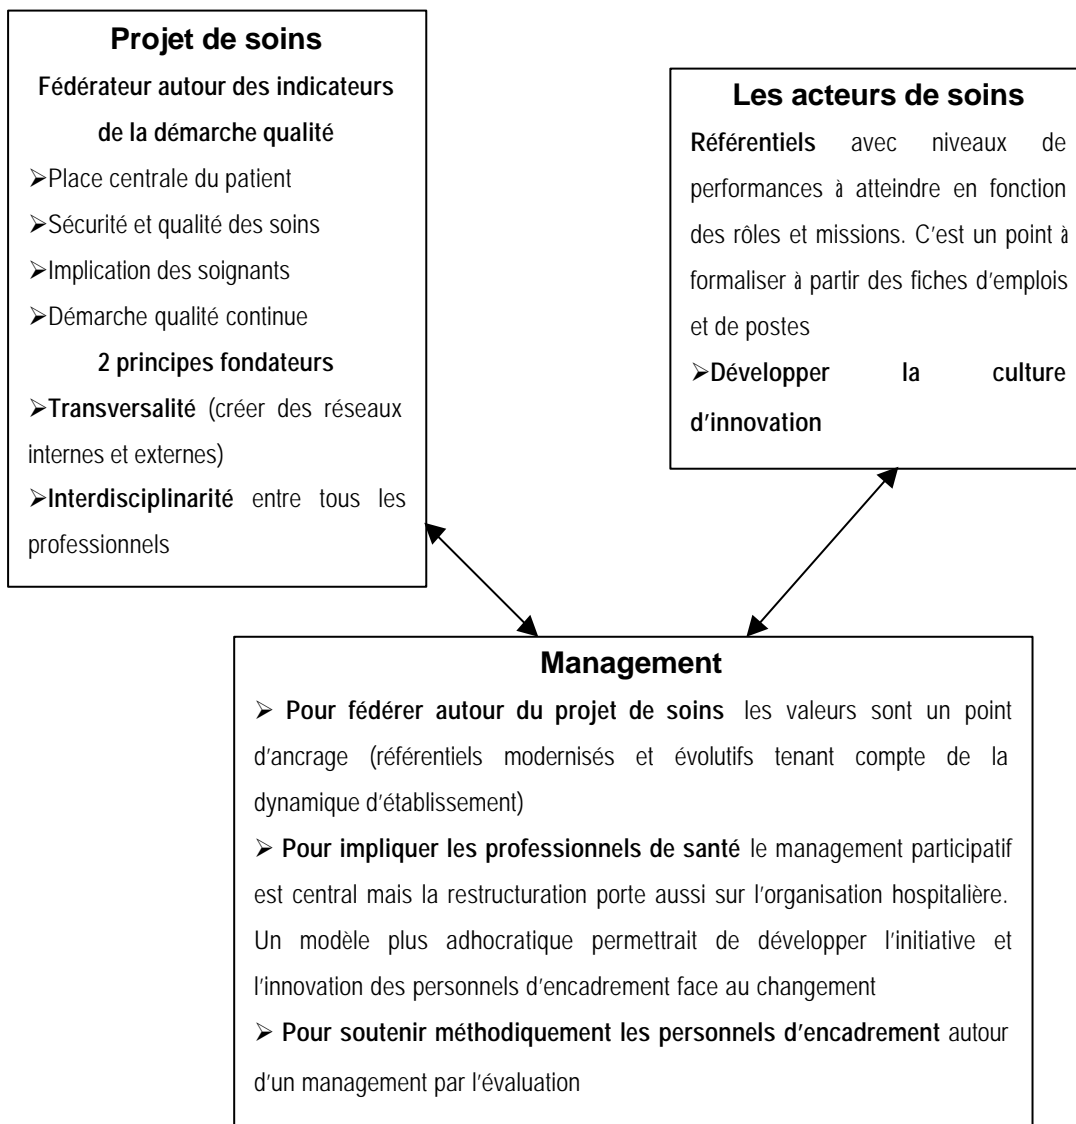 Projet de soins
Fédérateur autour des indicateurs
de la démarche qualité
➢Place centrale du patient
➢Sécurité et qualité des soins
➢Implication des soignants
➢Démarche qualité continue
2 principes fondateurs
➢Transversalité (créer des réseaux
internes et externes)
➢Interdisciplinarité entre tous les
professionnels
Les acteurs de soins
Référentiels avec niveaux de
performances à atteindre en fonction
des rôles et missions. C'est un point à
formaliser à partir des fiches d'emplois
et de postes
➢Développer la culture
d'innovation
Management
➢ Pour fédérer autour du projet de soins les valeurs sont un point
d'ancrage (référentiels modernisés et évolutifs tenant compte de la
dynamique d'établissement)
➢ Pour impliquer les professionnels de santé le management participatif
est central mais la restructuration porte aussi sur l'organisation hospitalière.
Un modèle plus adhocratique permettrait de développer l'initiative et
l'innovation des personnels d'encadrement face au changement
➢ Pour soutenir méthodiquement les personnels d'encadrement autour
d'un management par l'évaluation